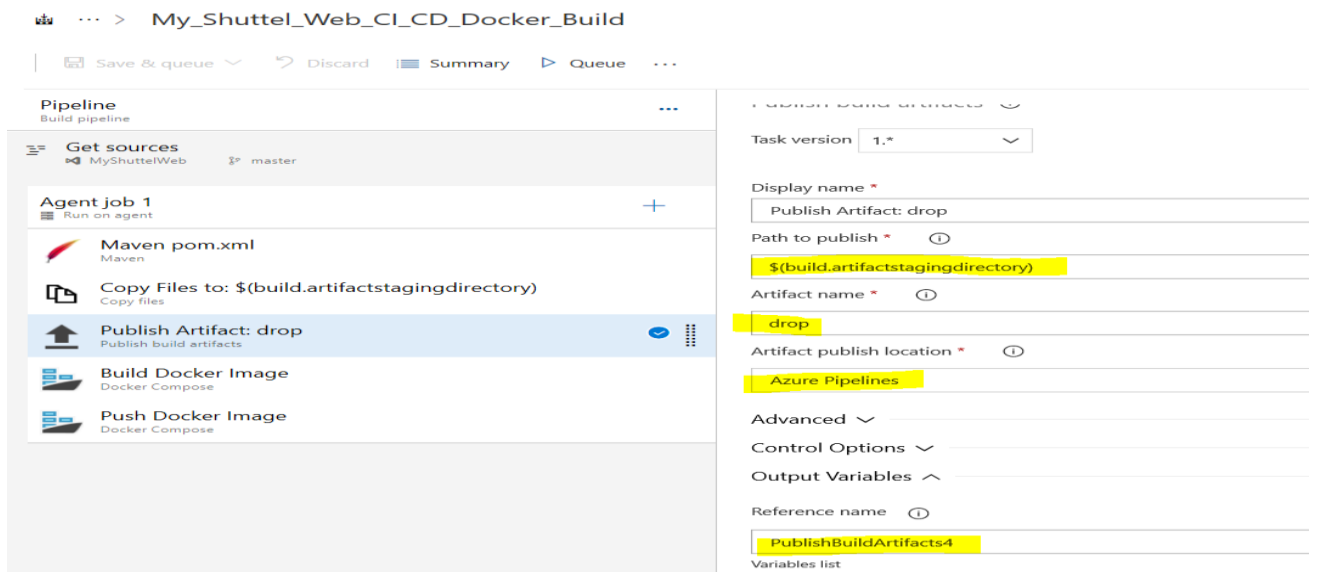 ··· > My_Shuttel_Web_CI_CD_Docker_Build
Save & queue Discard Summary Queue ···
Pipeline ···
Build pipeline
Get sources
MyShuttelWeb master
Agent job 1
Run on agent
Maven pom.xml
Maven
Copy Files to: $(build.artifactstagingdirectory)
Copy files
Publish Artifact: drop
Publish build artifacts
Build Docker Image
Docker Compose
Push Docker Image
Docker Compose
Publish build artifacts
Task version 1.*
Display name *
Publish Artifact: drop
Path to publish *
$(build.artifactstagingdirectory)
Artifact name *
drop
Artifact publish location *
Azure Pipelines
Advanced
Control Options
Output Variables
Reference name
PublishBuildArtifacts4
Variables list